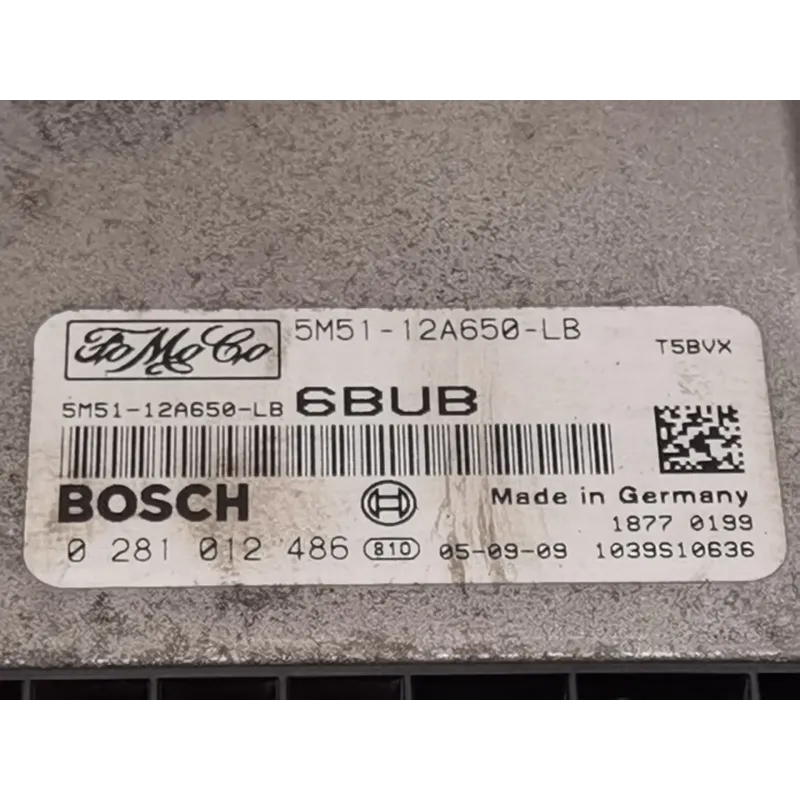 FoMoCo 5M51-12A650-LB
T5BVX
5M51-12A650-LB 6BUB
BOSCH Made in Germany
1877 0199
0 281 012 486 810 05-09-09 1039S10636